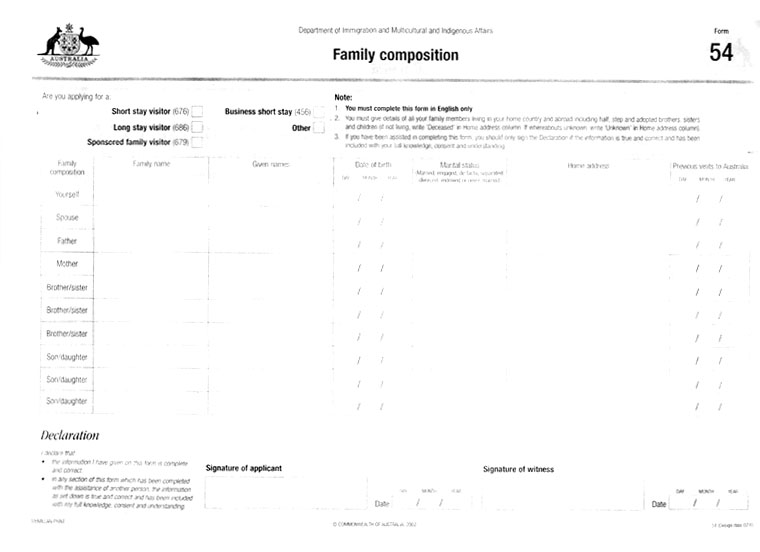 Department of Immigration and Multicultural and Indigenous Affairs
Form
54
AUSTRALIA
Family composition
Are you applying for a:
Short stay visitor (676)
Business short stay (456)
Long stay visitor (686)
Other
Sponsored family visitor (679)
Note:
1. You must complete this form in English only
2. You must give details of all your family members living in your home country and abroad including half, step and adopted brothers, sisters
and children (if not living, write 'Deceased' in Home address column. If whereabouts unknown, write 'Unknown' in Home address column).
3. If you have been assisted in completing this form, you should only sign the Declaration if the information is true and correct and has been
included with your full knowledge, consent and understanding.
Family composition
Family name
Given names
Date of birth
DAY MONTH YEAR
Marital status
(Married, engaged, de facto, separated,
divorced, widowed or never married)
Home address
Previous visits to Australia
DAY MONTH YEAR
Yourself / / / /
Spouse / / / /
Father / / / /
Mother / / / /
Brother/sister / / / /
Brother/sister / / / /
Brother/sister / / / /
Son/daughter / / / /
Son/daughter / / / /
Son/daughter / / / /
Declaration
I declare that:
• the information I have given on this form is complete
and correct.
• in any section of this form which has been completed
with the assistance of another person, the information
as set down is true and correct and has been included
with my full knowledge, consent and understanding.
Signature of applicant
Date
DAY MONTH YEAR
/ /
Signature of witness
Date
DAY MONTH YEAR
/ /
© COMMONWEALTH OF AUSTRALIA, 2002